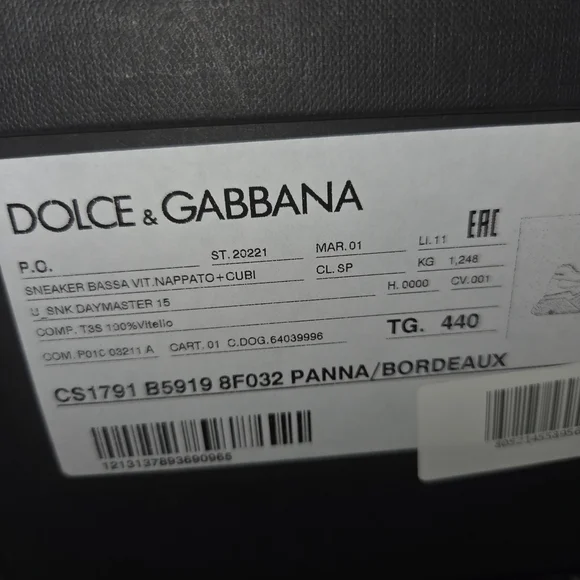 DOLCE & GABBANA
P.O. ST. 20221 MAR. 01 LI. 11 EAC
SNEAKER BASSA VIT.NAPPATO+CUBI CL. SP KG 1,248
U_SNK DAYMASTER 15 H. 0000 CV. 001
COMP. T3S 100%Vitello
COM. P01C 03211 A CART. 01 C.DOG. 64039996 TG. 440
CS1791 B5919 8F032 PANNA/BORDEAUX
1213137893690968